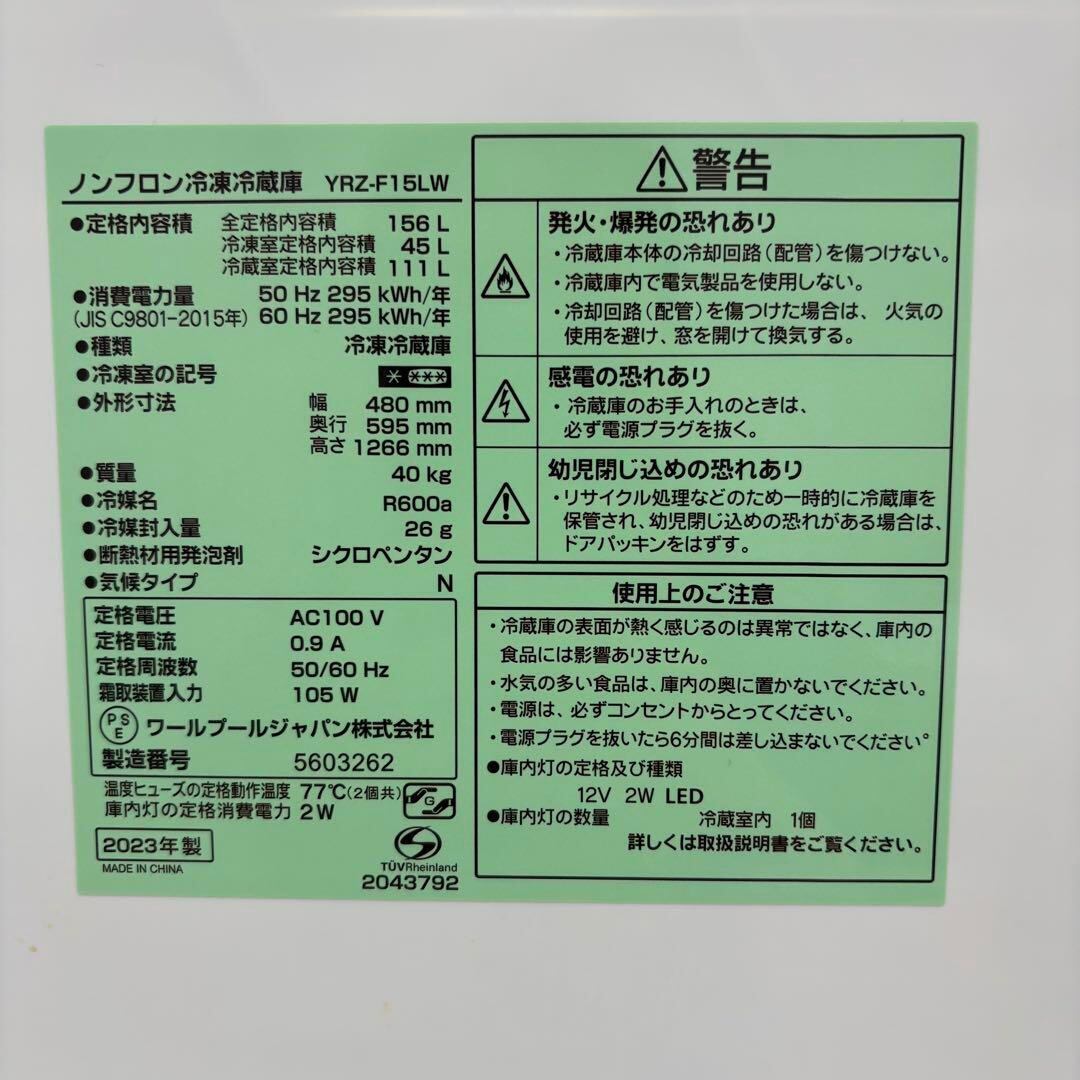 ノンフロン冷凍冷蔵庫 YRZ-F15LW
●定格内容積 全定格内容積 156 L
冷凍室定格内容積 45 L
冷蔵室定格内容積 111 L
●消費電力量 50 Hz 295 kWh/年
(JIS C9801-2015年) 60 Hz 295 kWh/年
●種類 冷凍冷蔵庫
●冷凍室の記号 * ***
●外形寸法 幅 480 mm
奥行 595 mm
高さ 1266 mm
●質量 40 kg
●冷媒名 R600a
●冷媒封入量 26 g
●断熱材用発泡剤 シクロペンタン
●気候タイプ N
定格電圧 AC100 V
定格電流 0.9 A
定格周波数 50/60 Hz
霜取装置入力 105 W
PSE ワールプールジャパン株式会社
製造番号 5603262
温度ヒューズの定格動作温度 77℃(2個共)
庫内灯の定格消費電力 2W
G
2023年製
MADE IN CHINA
TÜVRheinland
2043792
警告
発火・爆発の恐れあり
・冷蔵庫本体の冷却回路(配管)を傷つけない。
・冷蔵庫内で電気製品を使用しない。
・冷却回路(配管)を傷つけた場合は、火気の
使用を避け、窓を開けて換気する。
感電の恐れあり
・冷蔵庫のお手入れのときは、
必ず電源プラグを抜く。
幼児閉じ込めの恐れあり
・リサイクル処理などのため一時的に冷蔵庫を
保管され、幼児閉じ込めの恐れがある場合は、
ドアパッキンをはずす。
使用上のご注意
・冷蔵庫の表面が熱く感じるのは異常ではなく、庫内の
食品には影響ありません。
・水気の多い食品は、庫内の奥に置かないでください。
・電源は、必ずコンセントからとってください。
・電源プラグを抜いたら6分間は差し込まないでください。
●庫内灯の定格及び種類
12V 2W LED
●庫内灯の数量 冷蔵室内 1個
詳しくは取扱説明書をご覧ください。